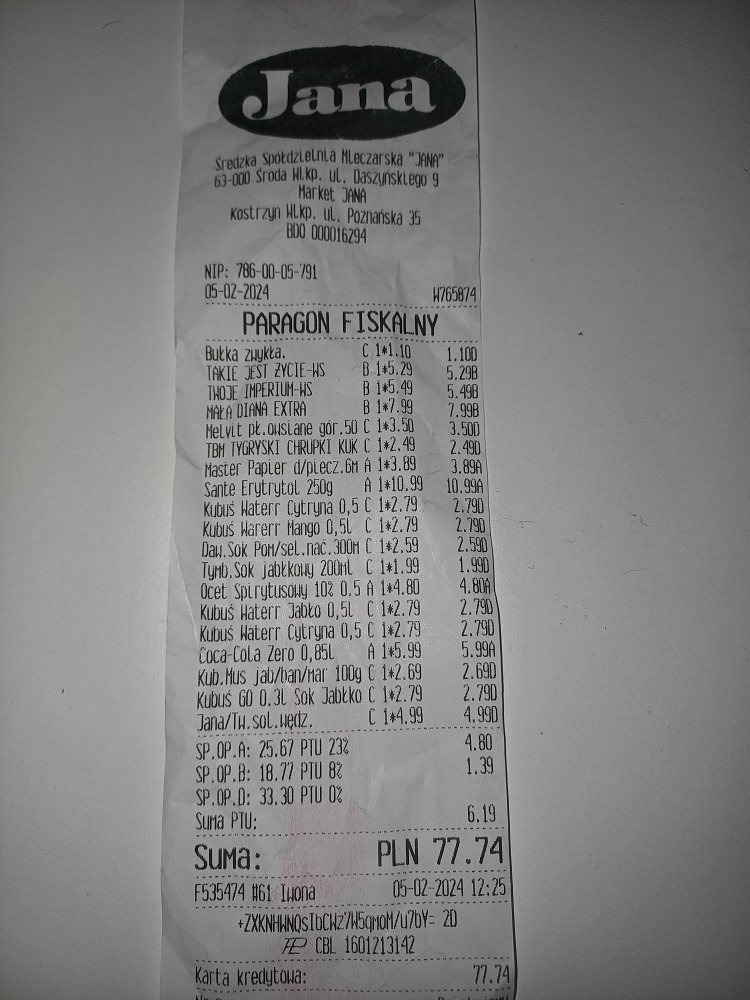 Jana
Średzka Spółdzielnia Mleczarska "JANA"
63-000 Środa Wlkp. ul. Daszyńskiego 9
Market JANA
Kostrzyn Wlkp. ul. Poznańska 35
BDO 000016294
NIP: 786-00-05-791
05-02-2024 W765874
PARAGON FISKALNY
Bułka zwykła. C 1*1.10 1.10D
TAKIE JEST ŻYCIE-WS B 1*5.29 5.29B
TWOJE IMPERIUM-WS B 1*5.49 5.49B
MAŁA DIANA EXTRA B 1*7.99 7.99B
Melvit pł.owsiane gór.50 C 1*3.50 3.50D
TBM TYGRYSKI CHRUPKI KUK C 1*2.49 2.49D
Master Papier d/piecz.6m A 1*3.89 3.89A
Sante Erytrytol 250g A 1*10.99 10.99A
Kubuś Waterr Cytryna 0,5 C 1*2.79 2.79D
Kubuś Warerr Mango 0,5l C 1*2.79 2.79D
Daw.Sok Pom/sel.nać.300m C 1*2.59 2.59D
Tymb.Sok jabłkowy 200ml C 1*1.99 1.99D
Ocet Spirytusowy 10% 0.5 A 1*4.80 4.80A
Kubuś Waterr Jabło 0,5l C 1*2.79 2.79D
Kubuś Waterr Cytryna 0,5 C 1*2.79 2.79D
Coca-Cola Zero 0,85l A 1*5.99 5.99A
Kub.Mus jab/ban/mar 100g C 1*2.69 2.69D
Kubuś GO 0.3L Sok Jabłko C 1*2.79 2.79D
Jana/Tw.sol.wędz. C 1*4.99 4.99D
SP.OP.A: 25.67 PTU 23% 4.80
SP.OP.B: 18.77 PTU 8% 1.39
SP.OP.D: 33.30 PTU 0%
Suma PTU: 6.19
Suma: PLN 77.74
F535474 #61 Iwona 05-02-2024 12:25
+ZXKNHWNQsIbCWz7W5qmoM/u7bY= 2D
CBL 1601213142
Karta kredytowa: 77.74